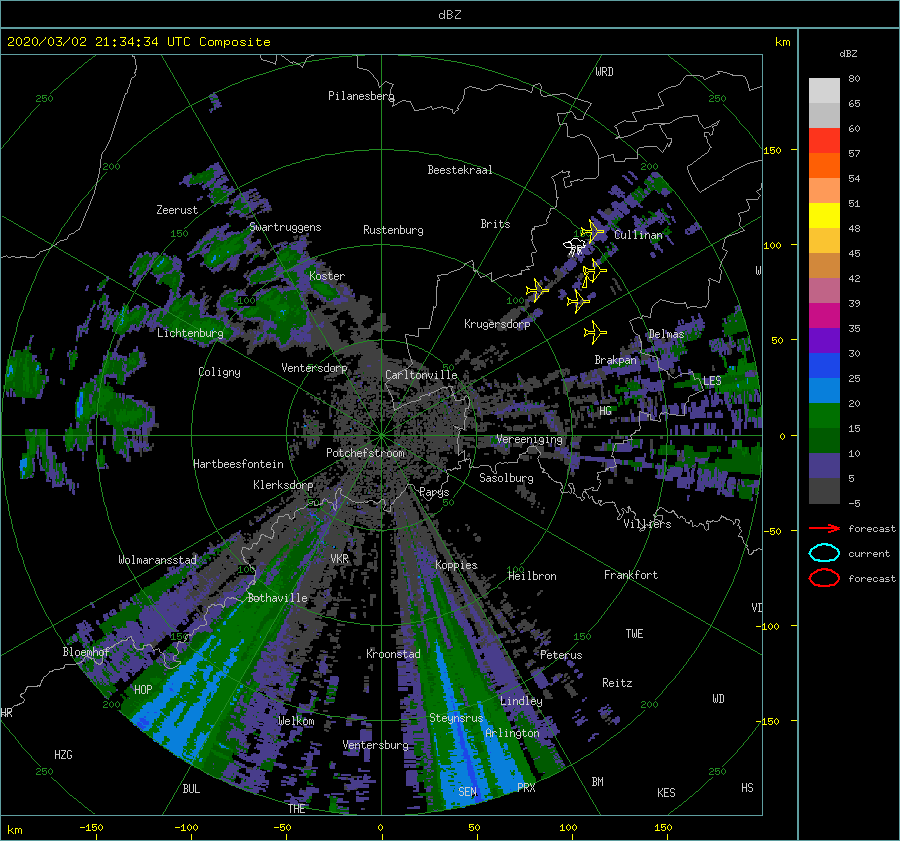 dBZ
2020/03/02 21:34:34 UTC Composite
km
dBZ
WRD
250
Pilanesberg
250
80
65
60
57
54
51
48
45
42
39
35
30
25
20
15
10
5
-5
150
200
Beestekraal
200
Zeerust
Swartruggens
Rustenburg
Brits
150
Cullinan
100
Koster
W
100
100
Krugersdorp
Lichtenburg
Delmas
50
Coligny
Ventersdorp
Carltonville
Brakpan
LES
HG
Vereeniging
0
Potchefstroom
Hartbeesfontein
Klerksdorp
Parys
Sasolburg
50
50
Villiers
forecast
-50
Wolmaransstad
VKR
Koppies
current
100
100
Heilbron
Frankfort
forecast
Bothaville
VD
-100
150
150
TWE
Bloemhof
Kroonstad
Peterus
HOP
Reitz
WD
200
Lindley
200
HR
Welkom
Steynsrus
-150
Arlington
HZG
Ventersburg
250
250
BUL
SEN
PRX
BM
KES
HS
THE
km
-150
-100
-50
0
50
100
150